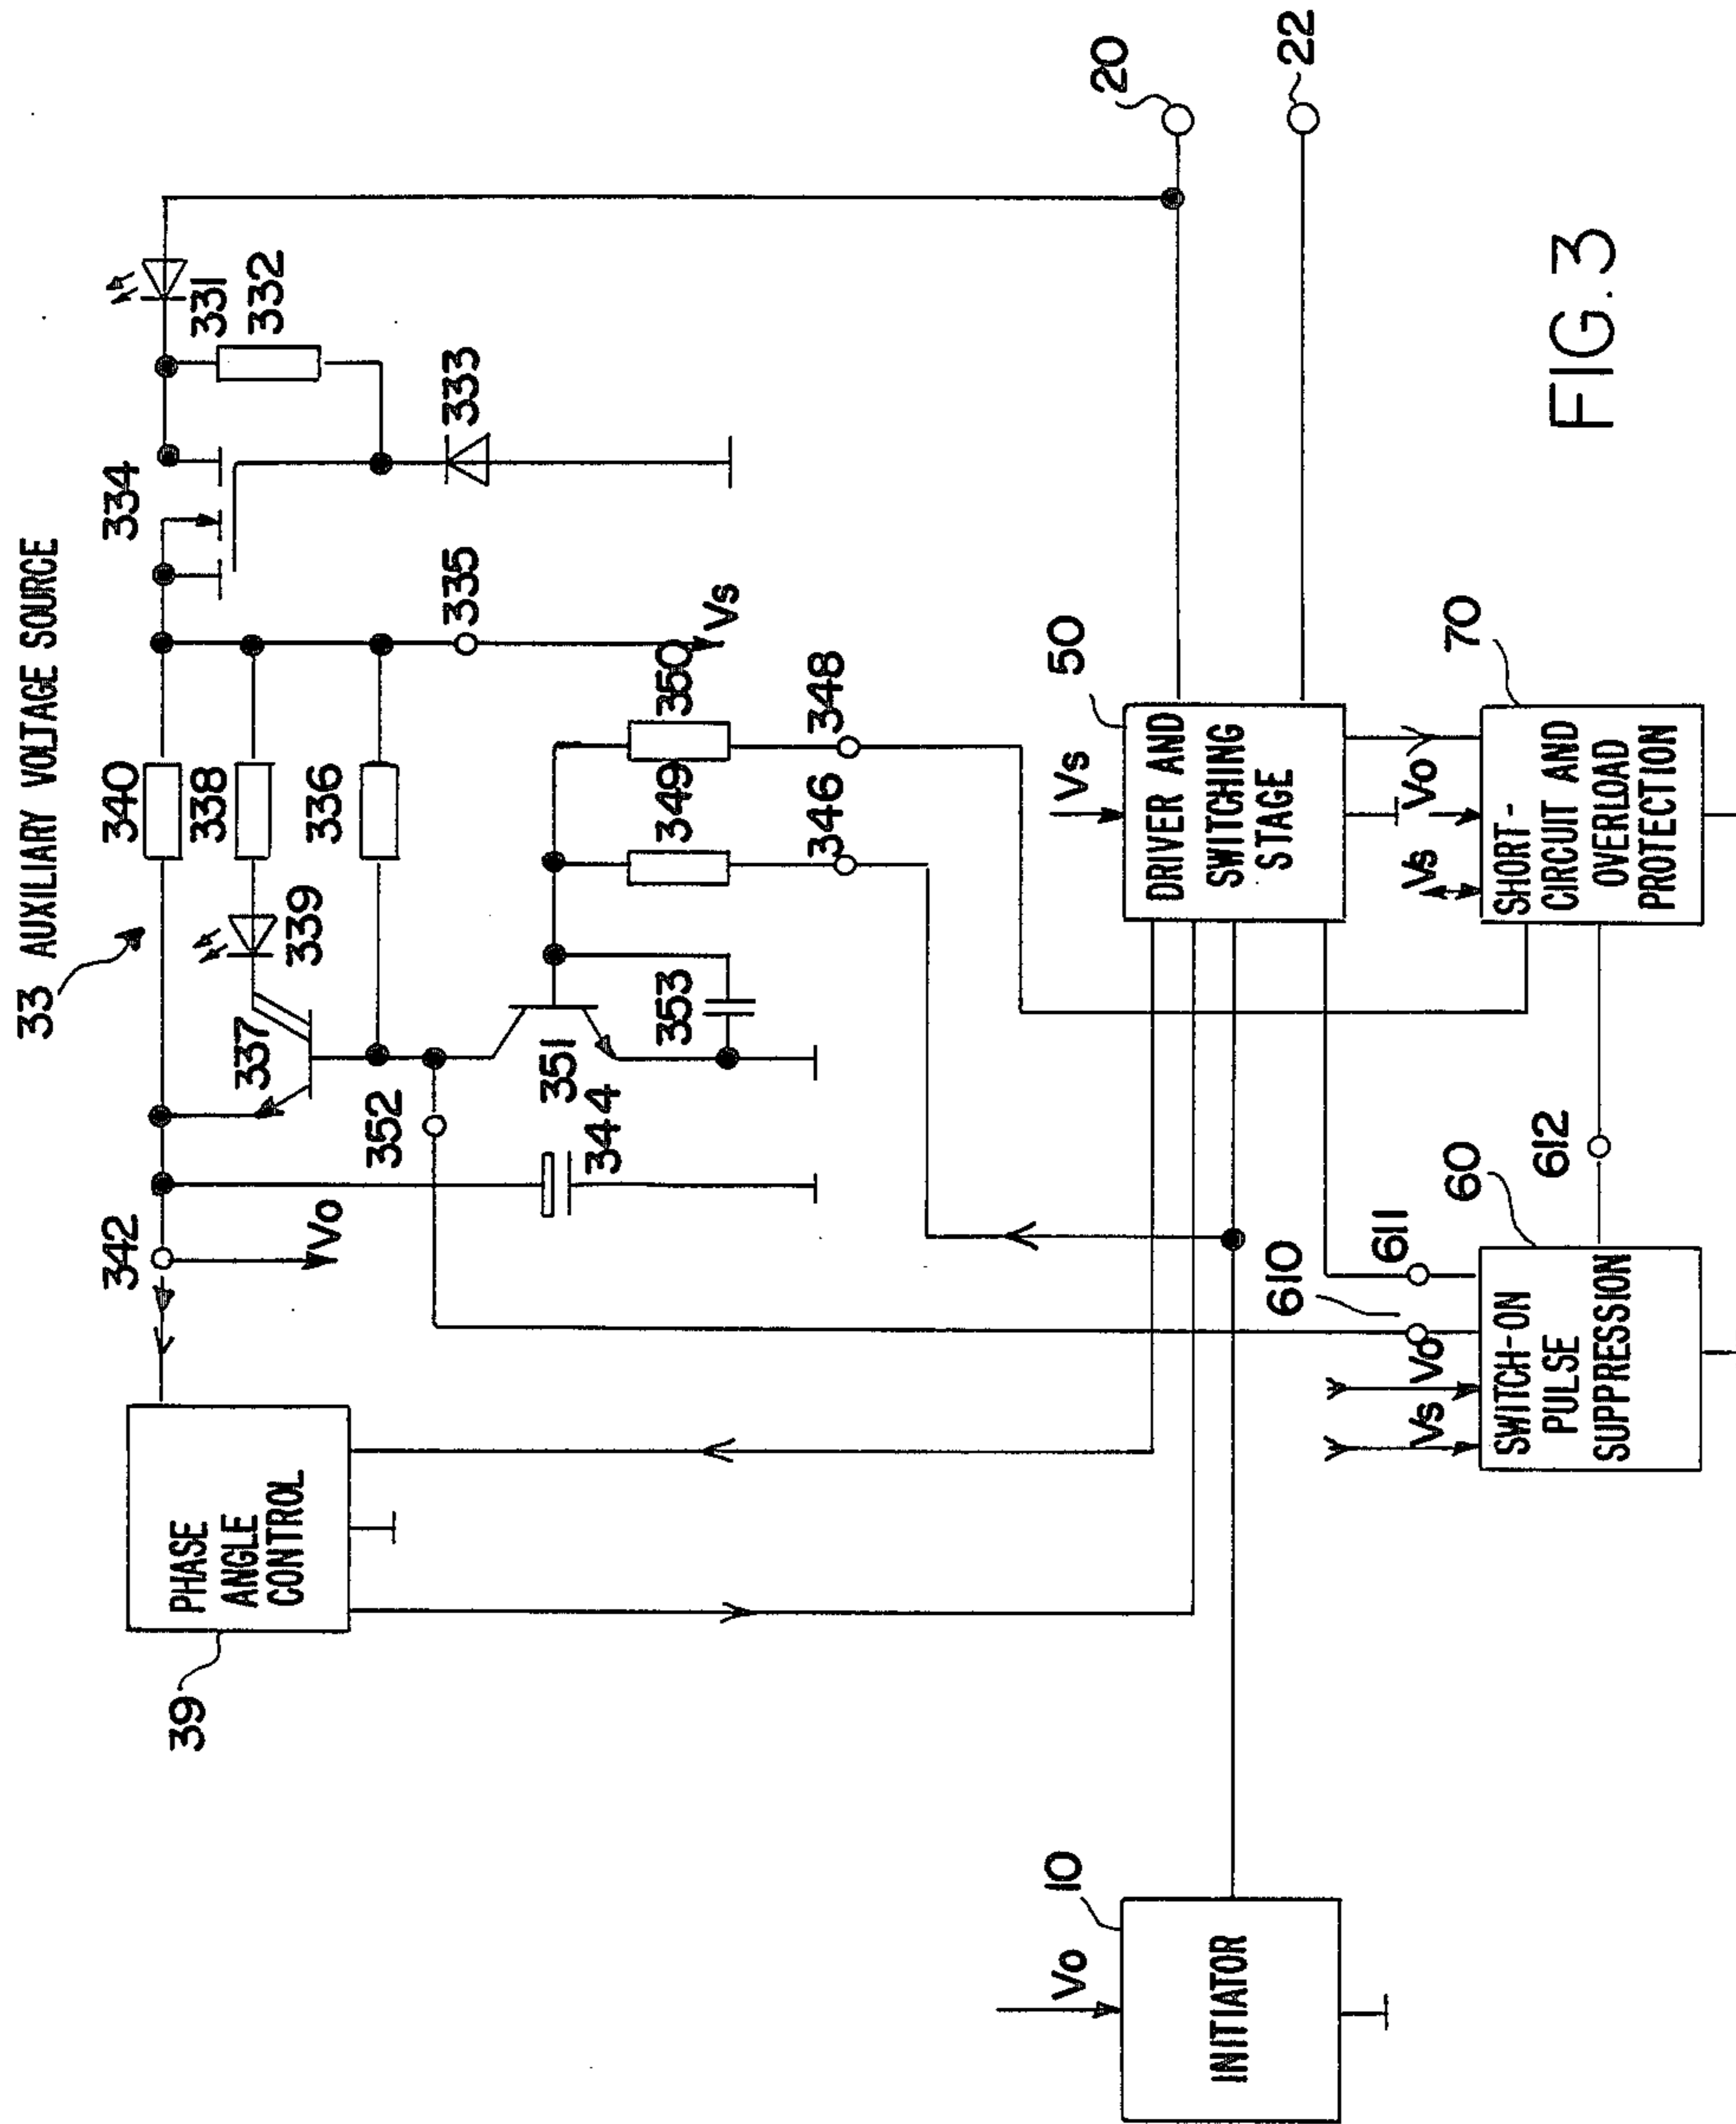 33 AUXILIARY VOLTAGE SOURCE
342
Vo
340
338
339
337
336
352
351
344
353
334
331
332
333
335
Vs
350
349
348
346
39
PHASE
ANGLE
CONTROL
20
22
50
Vs
DRIVER AND
SWITCHING
STAGE
Vs
Vo
70
SHORT-
CIRCUIT AND
OVERLOAD
PROTECTION
10
Vo
INITIATOR
610
611
60
612
Vs
Vo
SWITCH-ON
PULSE
SUPPRESSION
FIG. 3